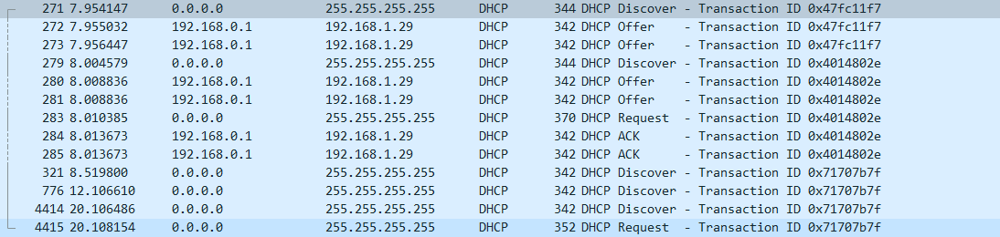 271 7.954147 0.0.0.0 255.255.255.255 DHCP 344 DHCP Discover - Transaction ID 0x47fc11f7
272 7.955032 192.168.0.1 192.168.1.29 DHCP 342 DHCP Offer - Transaction ID 0x47fc11f7
273 7.956447 192.168.0.1 192.168.1.29 DHCP 342 DHCP Offer - Transaction ID 0x47fc11f7
279 8.004579 0.0.0.0 255.255.255.255 DHCP 344 DHCP Discover - Transaction ID 0x4014802e
280 8.008836 192.168.0.1 192.168.1.29 DHCP 342 DHCP Offer - Transaction ID 0x4014802e
281 8.008836 192.168.0.1 192.168.1.29 DHCP 342 DHCP Offer - Transaction ID 0x4014802e
283 8.010385 0.0.0.0 255.255.255.255 DHCP 370 DHCP Request - Transaction ID 0x4014802e
284 8.013673 192.168.0.1 192.168.1.29 DHCP 342 DHCP ACK - Transaction ID 0x4014802e
285 8.013673 192.168.0.1 192.168.1.29 DHCP 342 DHCP ACK - Transaction ID 0x4014802e
321 8.519800 0.0.0.0 255.255.255.255 DHCP 342 DHCP Discover - Transaction ID 0x71707b7f
776 12.106610 0.0.0.0 255.255.255.255 DHCP 342 DHCP Discover - Transaction ID 0x71707b7f
4414 20.106486 0.0.0.0 255.255.255.255 DHCP 342 DHCP Discover - Transaction ID 0x71707b7f
4415 20.108154 0.0.0.0 255.255.255.255 DHCP 352 DHCP Request - Transaction ID 0x71707b7f